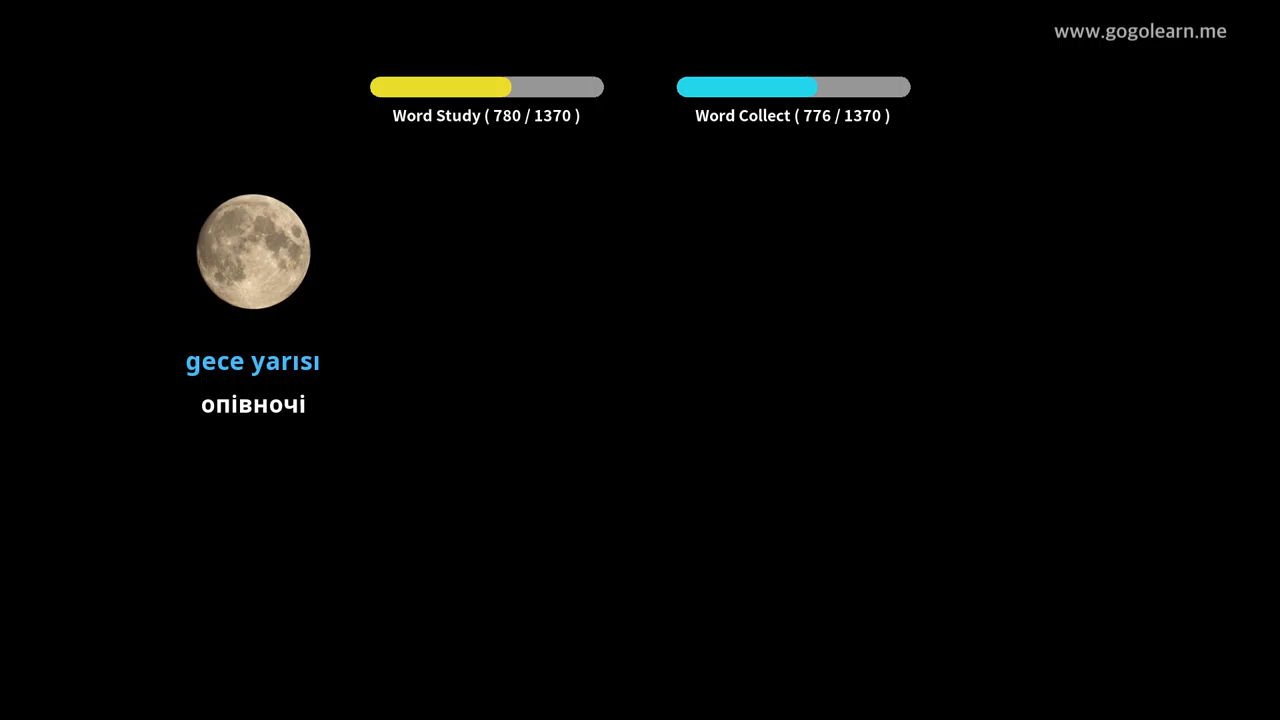 www.gogolearn.me
Word Study ( 780 / 1370 )
Word Collect ( 776 / 1370 )
gece yarısı
опівночі